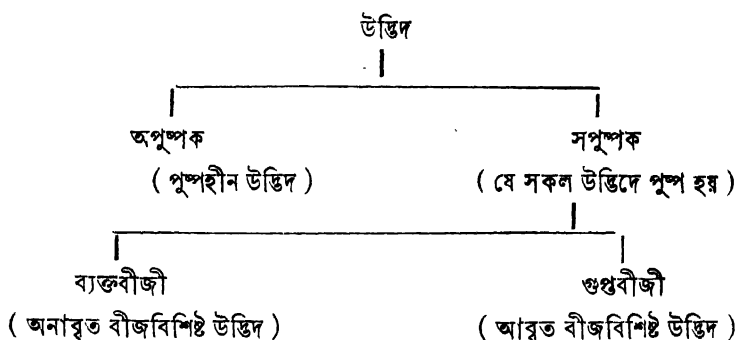 উদ্ভিদ
অপুষ্পক সপুষ্পক
( পুষ্পহীন উদ্ভিদ ) ( যে সকল উদ্ভিদে পুষ্প হয় )
ব্যক্তবীজী গুপ্তবীজী
( অনাবৃত বীজবিশিষ্ট উদ্ভিদ ) ( আবৃত বীজবিশিষ্ট উদ্ভিদ )